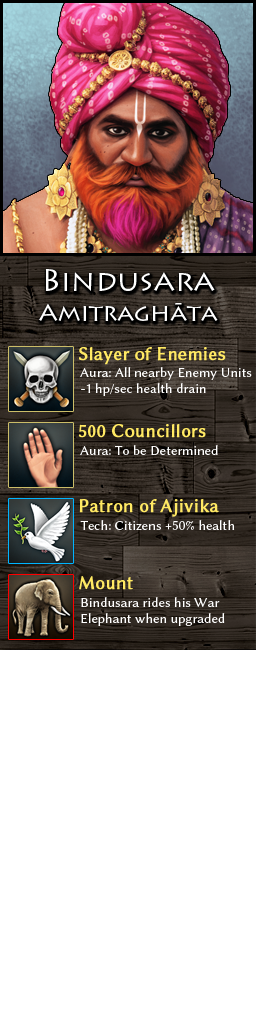 Bindusara
Amitraghāta
Slayer of Enemies
Aura: All nearby Enemy Units
-1 hp/sec health drain
500 Councillors
Aura: To be Determined
Patron of Ajivika
Tech: Citizens +50% health
Mount
Bindusara rides his War
Elephant when upgraded